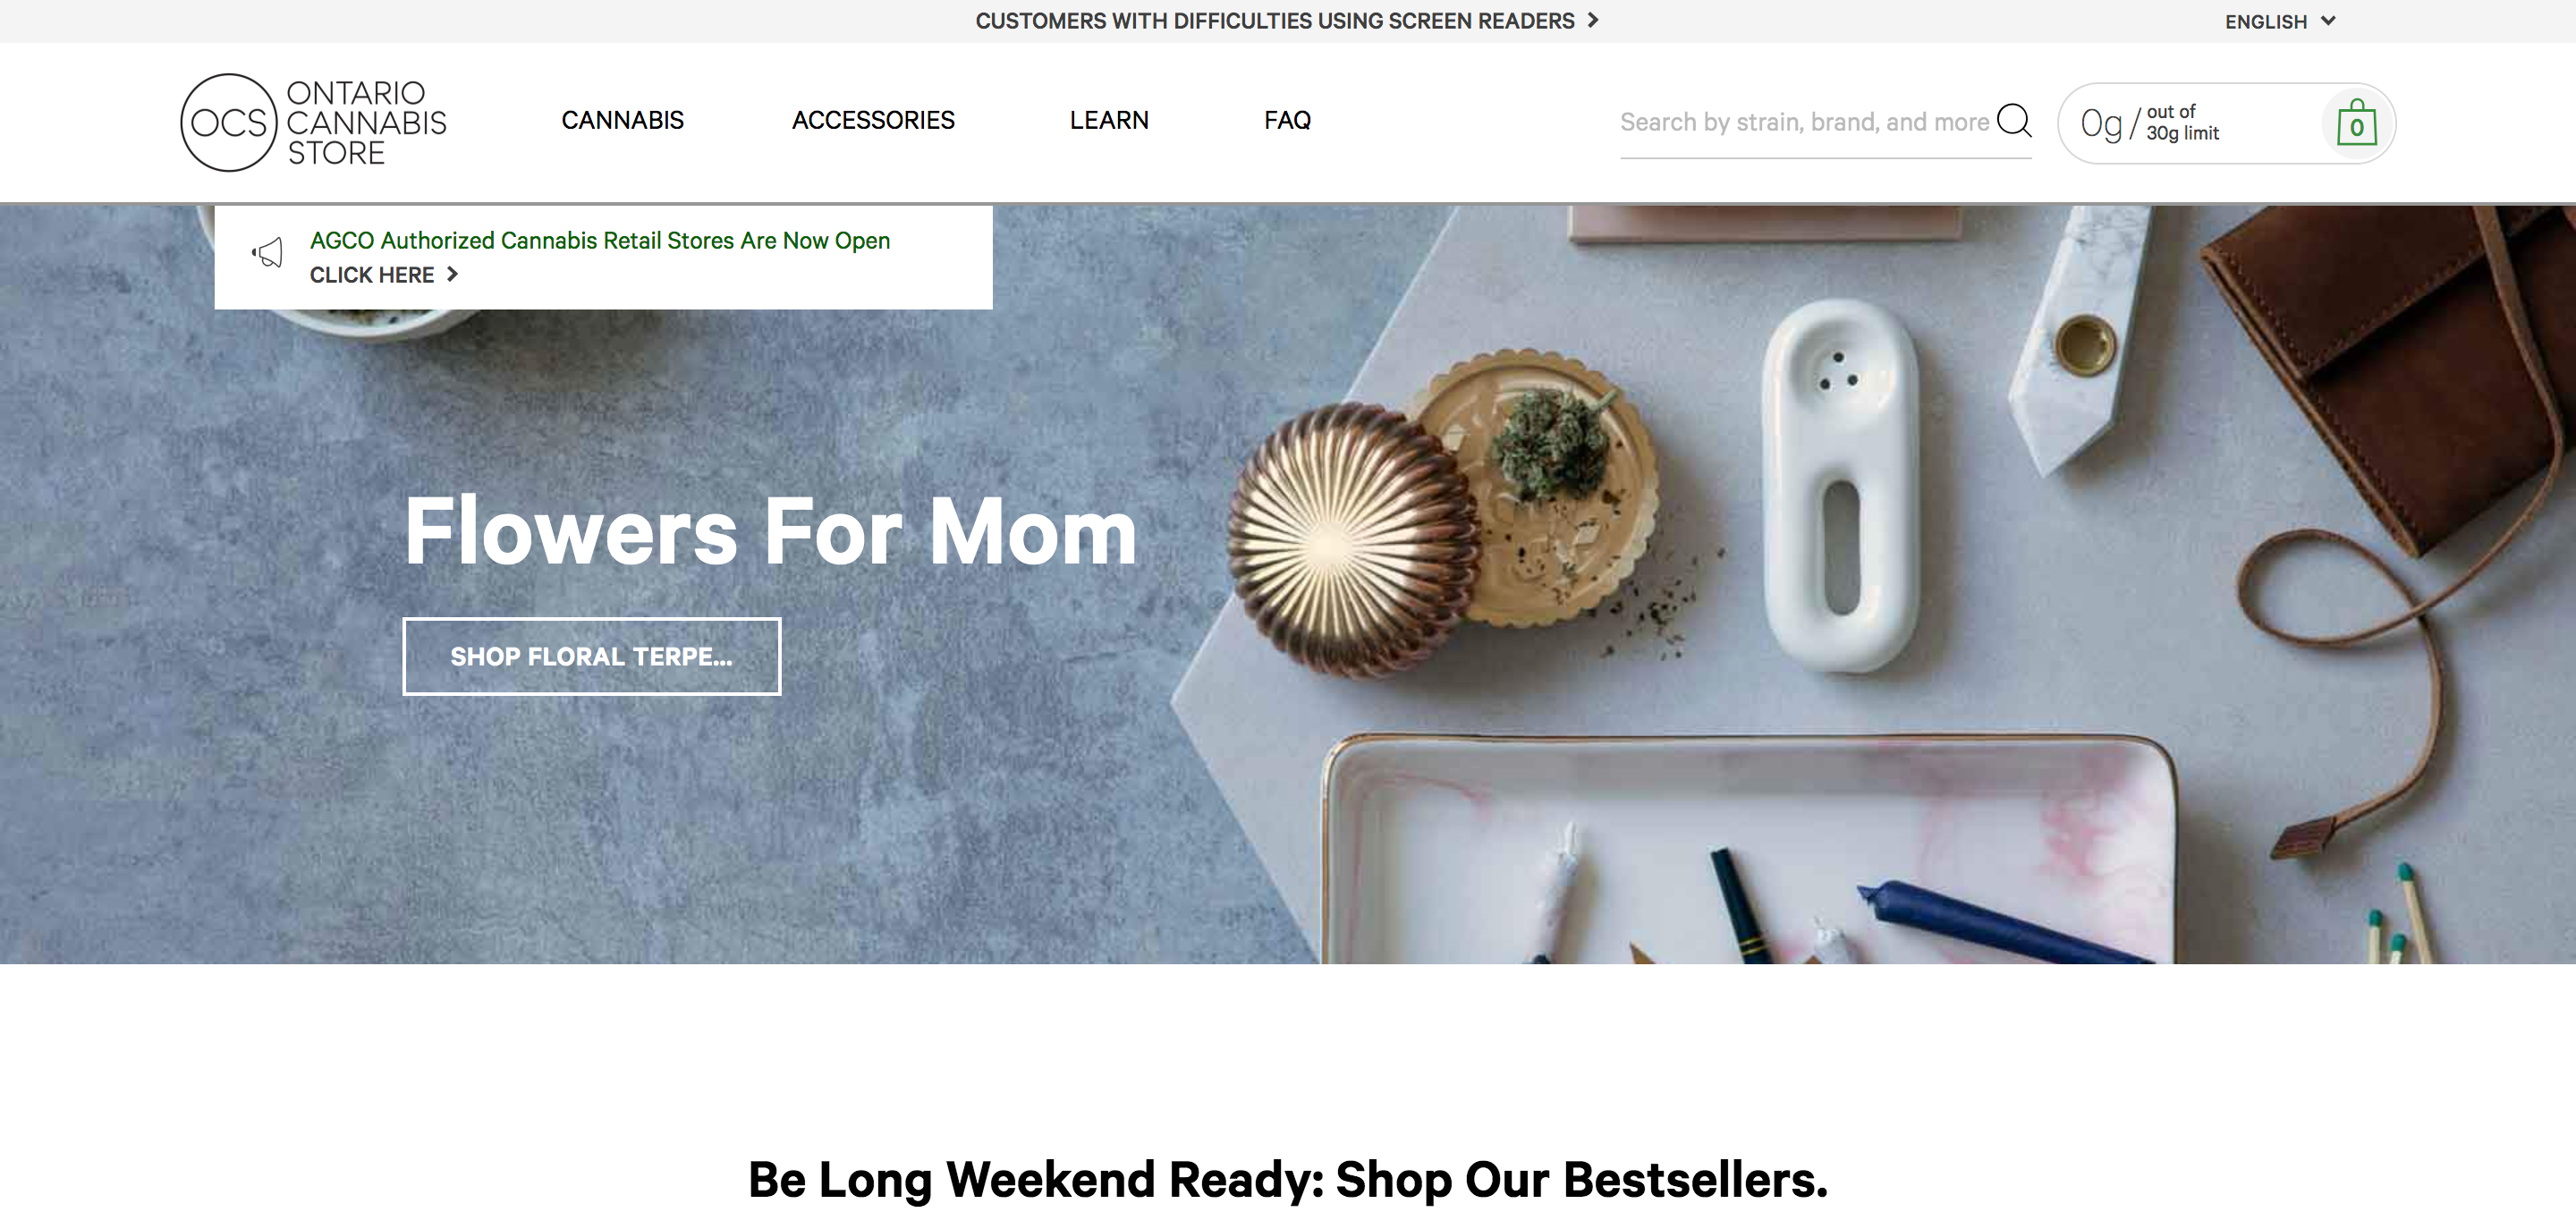 CUSTOMERS WITH DIFFICULTIES USING SCREEN READERS
ENGLISH
OCS
ONTARIO
CANNABIS
STORE
CANNABIS
ACCESSORIES
LEARN
FAQ
Search by strain, brand, and more
0g/
out of
30g limit
0
AGCO Authorized Cannabis Retail Stores Are Now Open
CLICK HERE
Flowers For Mom
SHOP FLORAL TERPE...
Be Long Weekend Ready: Shop Our Bestsellers.